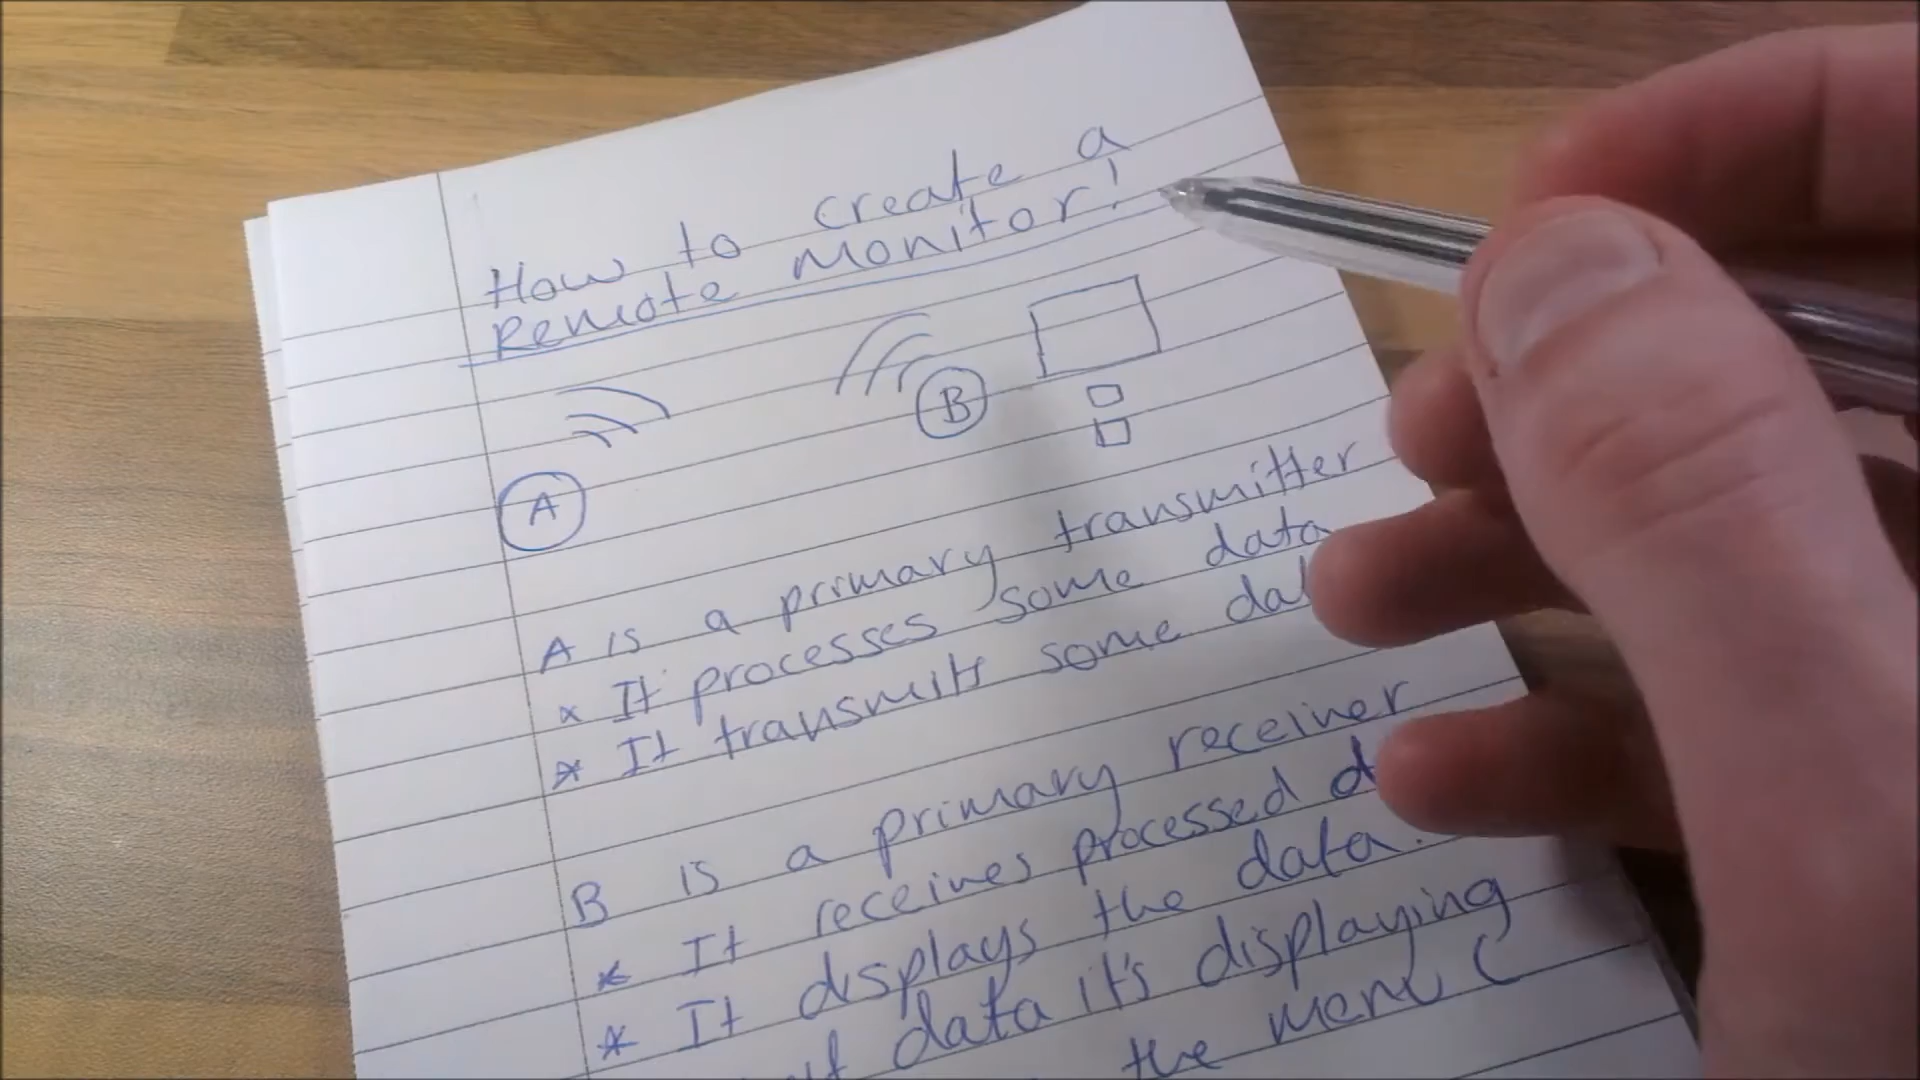 How to create a
Remote Monitor!
A
B
A is a primary transmitter
* It processes some data
* It transmits some
B is a primary receiver
* It receives processed
* It displays the data.
data it's displaying
the menu (